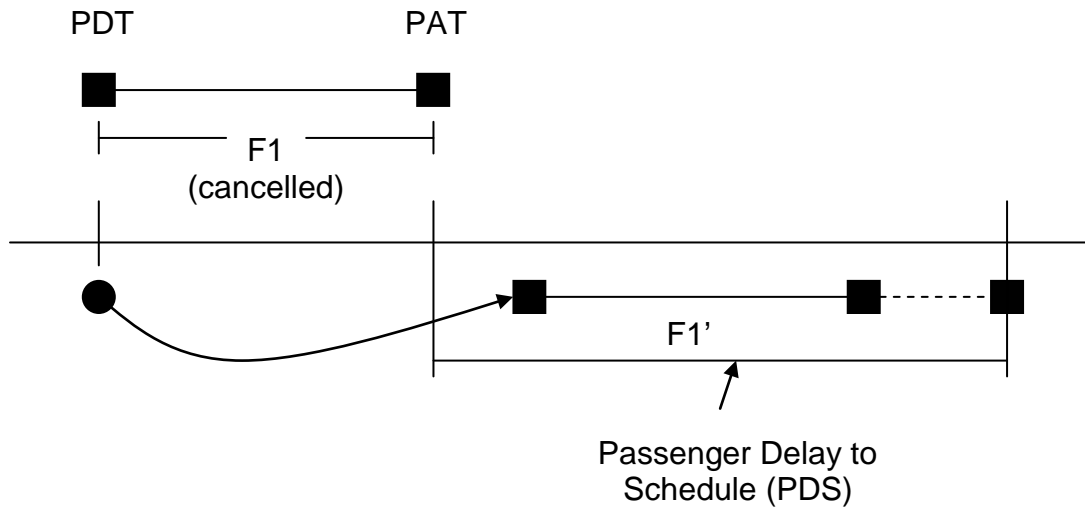 PDT
PAT
F1
(cancelled)
F1’
Passenger Delay to
Schedule (PDS)